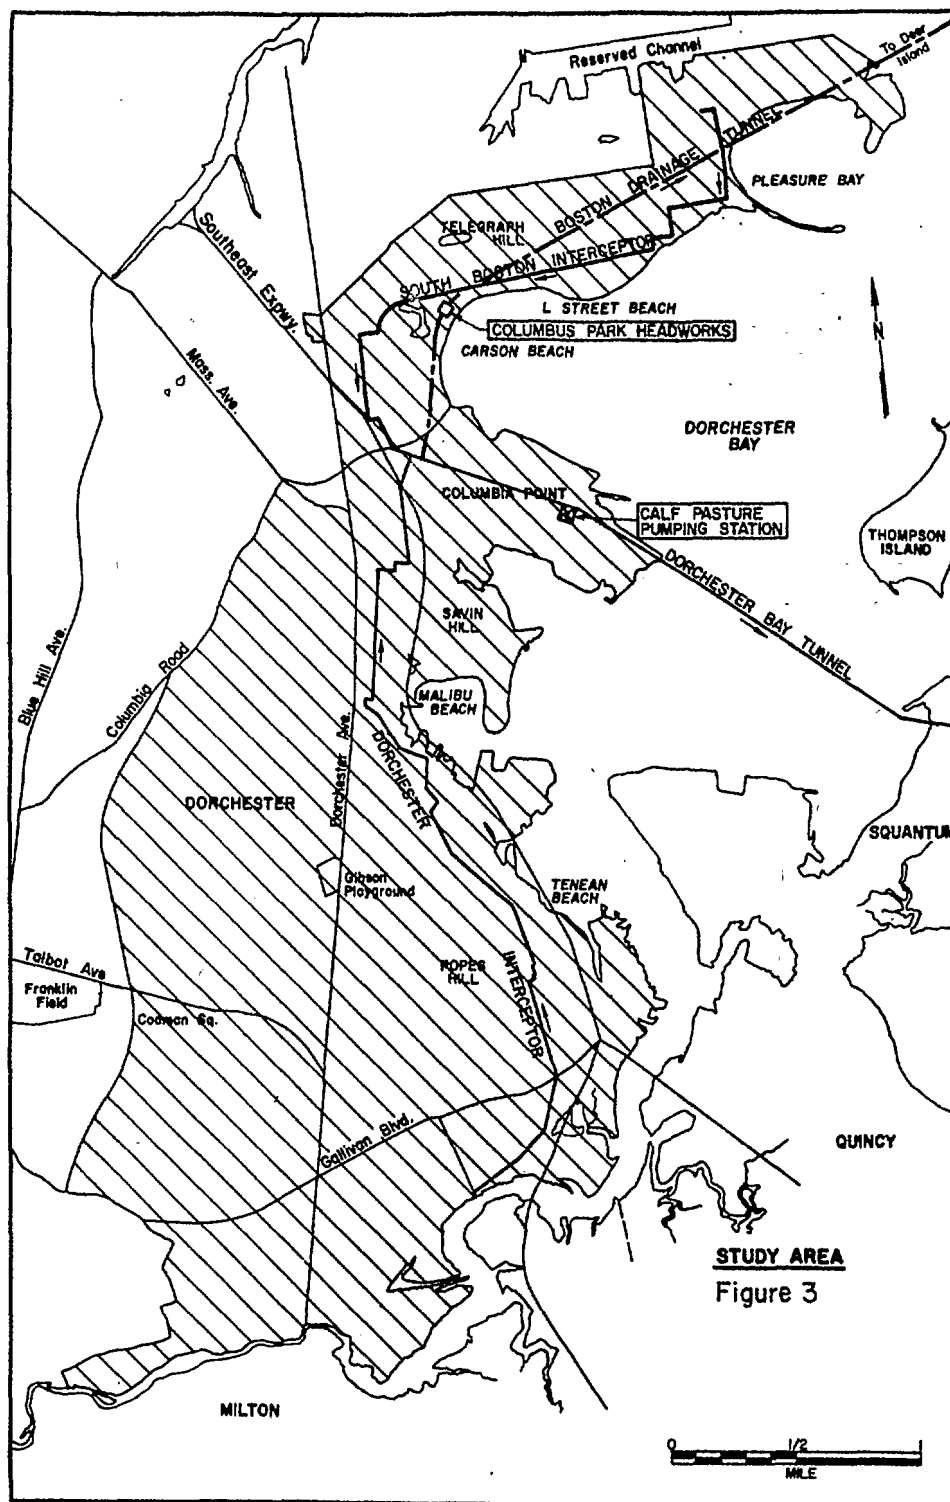 Reserved Channel
To Deer
Island
PLEASURE BAY
BOSTON DRAINAGE TUNNEL
TELEGRAPH
HILL
SOUTH BOSTON INTERCEPTOR
L STREET BEACH
COLUMBUS PARK HEADWORKS
CARSON BEACH
Southeast Expwy.
Mass. Ave.
N
DORCHESTER
BAY
COLUMBIA POINT
CALF PASTURE
PUMPING STATION
THOMPSON
ISLAND
DORCHESTER BAY TUNNEL
SAVIN
HILL
MALIBU
BEACH
Blue Hill Ave.
Columbia Road
Dorchester Ave.
DORCHESTER
DORCHESTER
INTERCEPTOR
SQUANTUM
Gibson
Playground
TENEAN
BEACH
POPES
HILL
Talbot Ave
Franklin
Field
Codman Sq.
Gallivan Blvd.
QUINCY
STUDY AREA
Figure 3
MILTON
0 1/2
MILE